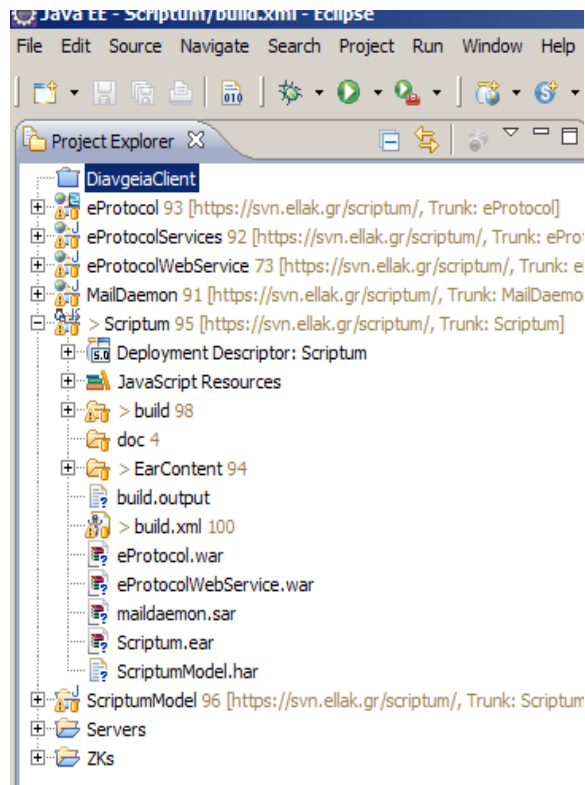 Java EE - Scriptum/build.xml - Eclipse
File Edit Source Navigate Search Project Run Window Help
010
Project Explorer
DiavgeiaClient
eProtocol 93 [https://svn.ellak.gr/scriptum/, Trunk: eProtocol]
eProtocolServices 92 [https://svn.ellak.gr/scriptum/, Trunk: eProt
eProtocolWebService 73 [https://svn.ellak.gr/scriptum/, Trunk: e
MailDaemon 91 [https://svn.ellak.gr/scriptum/, Trunk: MailDaemo
> Scriptum 95 [https://svn.ellak.gr/scriptum/, Trunk: Scriptum]
5.0 Deployment Descriptor: Scriptum
JavaScript Resources
> build 98
doc 4
> EarContent 94
build.output
> build.xml 100
eProtocol.war
eProtocolWebService.war
maildaemon.sar
Scriptum.ear
ScriptumModel.har
ScriptumModel 96 [https://svn.ellak.gr/scriptum/, Trunk: Scriptum
Servers
ZKs